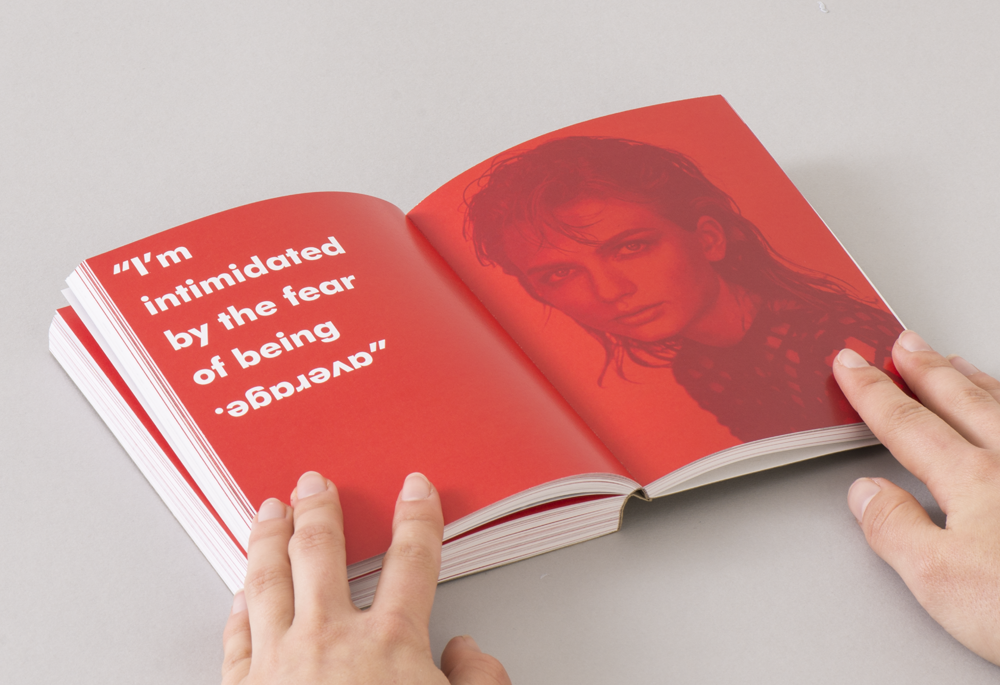 “I’m
intimidated
by the fear
of being
average.”